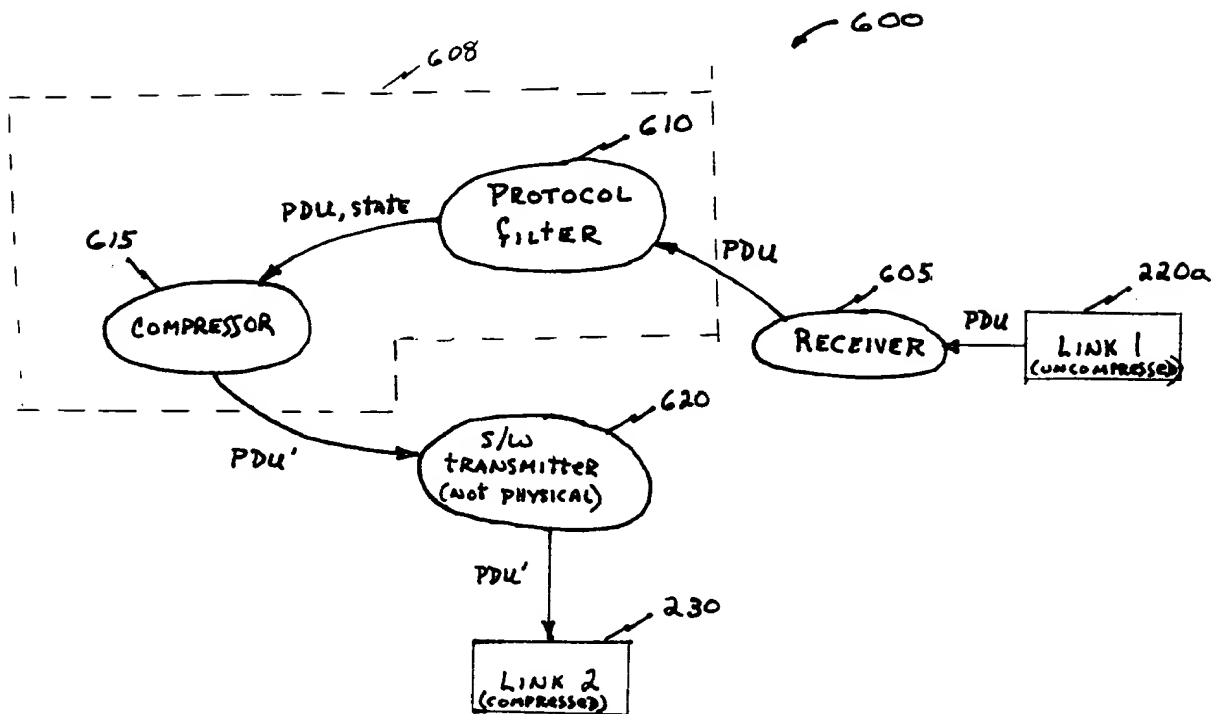 600
608
610
PROTOCOL
filter
PDU, state
615
PDU
605
220a
COMPRESSOR
RECEIVER
PDU
LINK 1
(UNCOMPRESSED)
620
PDU'
S/W
transmitter
(Not PHYSICAL)
PDU'
230
LINK 2
(COMPRESSED)